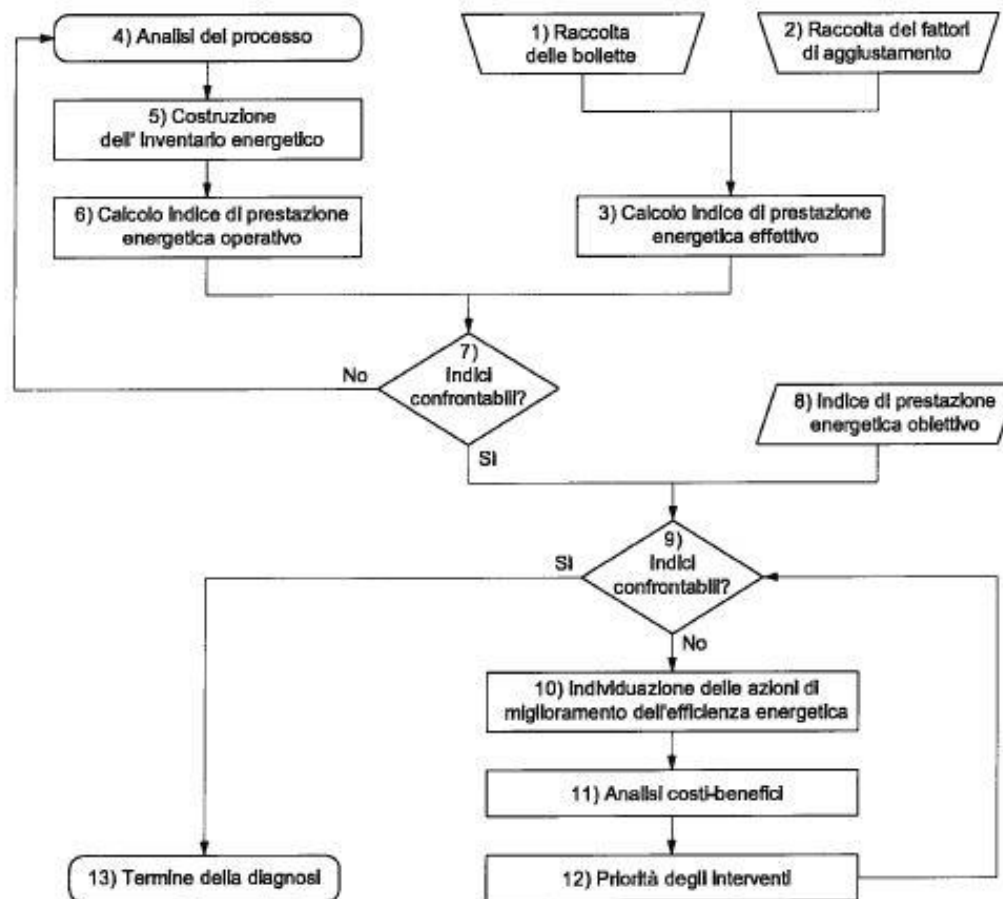 4) Analisi del processo
1) Raccolta
delle bollette
2) Raccolta dei fattori
di aggiustamento
5) Costruzione
dell' inventario energetico
6) Calcolo indice di prestazione
energetica operativo
3) Calcolo indice di prestazione
energetica effettivo
7)
Indici
confrontabili?
No
Sì
8) Indice di prestazione
energetica obiettivo
9)
Indici
confrontabili?
Sì
No
10) Individuazione delle azioni di
miglioramento dell'efficienza energetica
11) Analisi costi-benefici
12) Priorità degli interventi
13) Termine della diagnosi